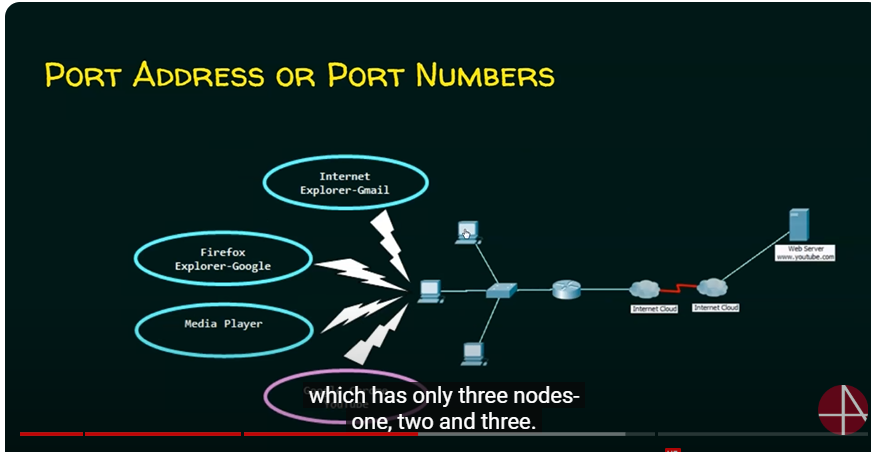 PORT ADDRESS OR PORT NUMBERS
Internet
Explorer-Gmail
Firefox
Explorer-Google
Media Player
Web Server
www.youtube.com
Internet Cloud
Internet Cloud
which has only three nodes-
one, two and three.